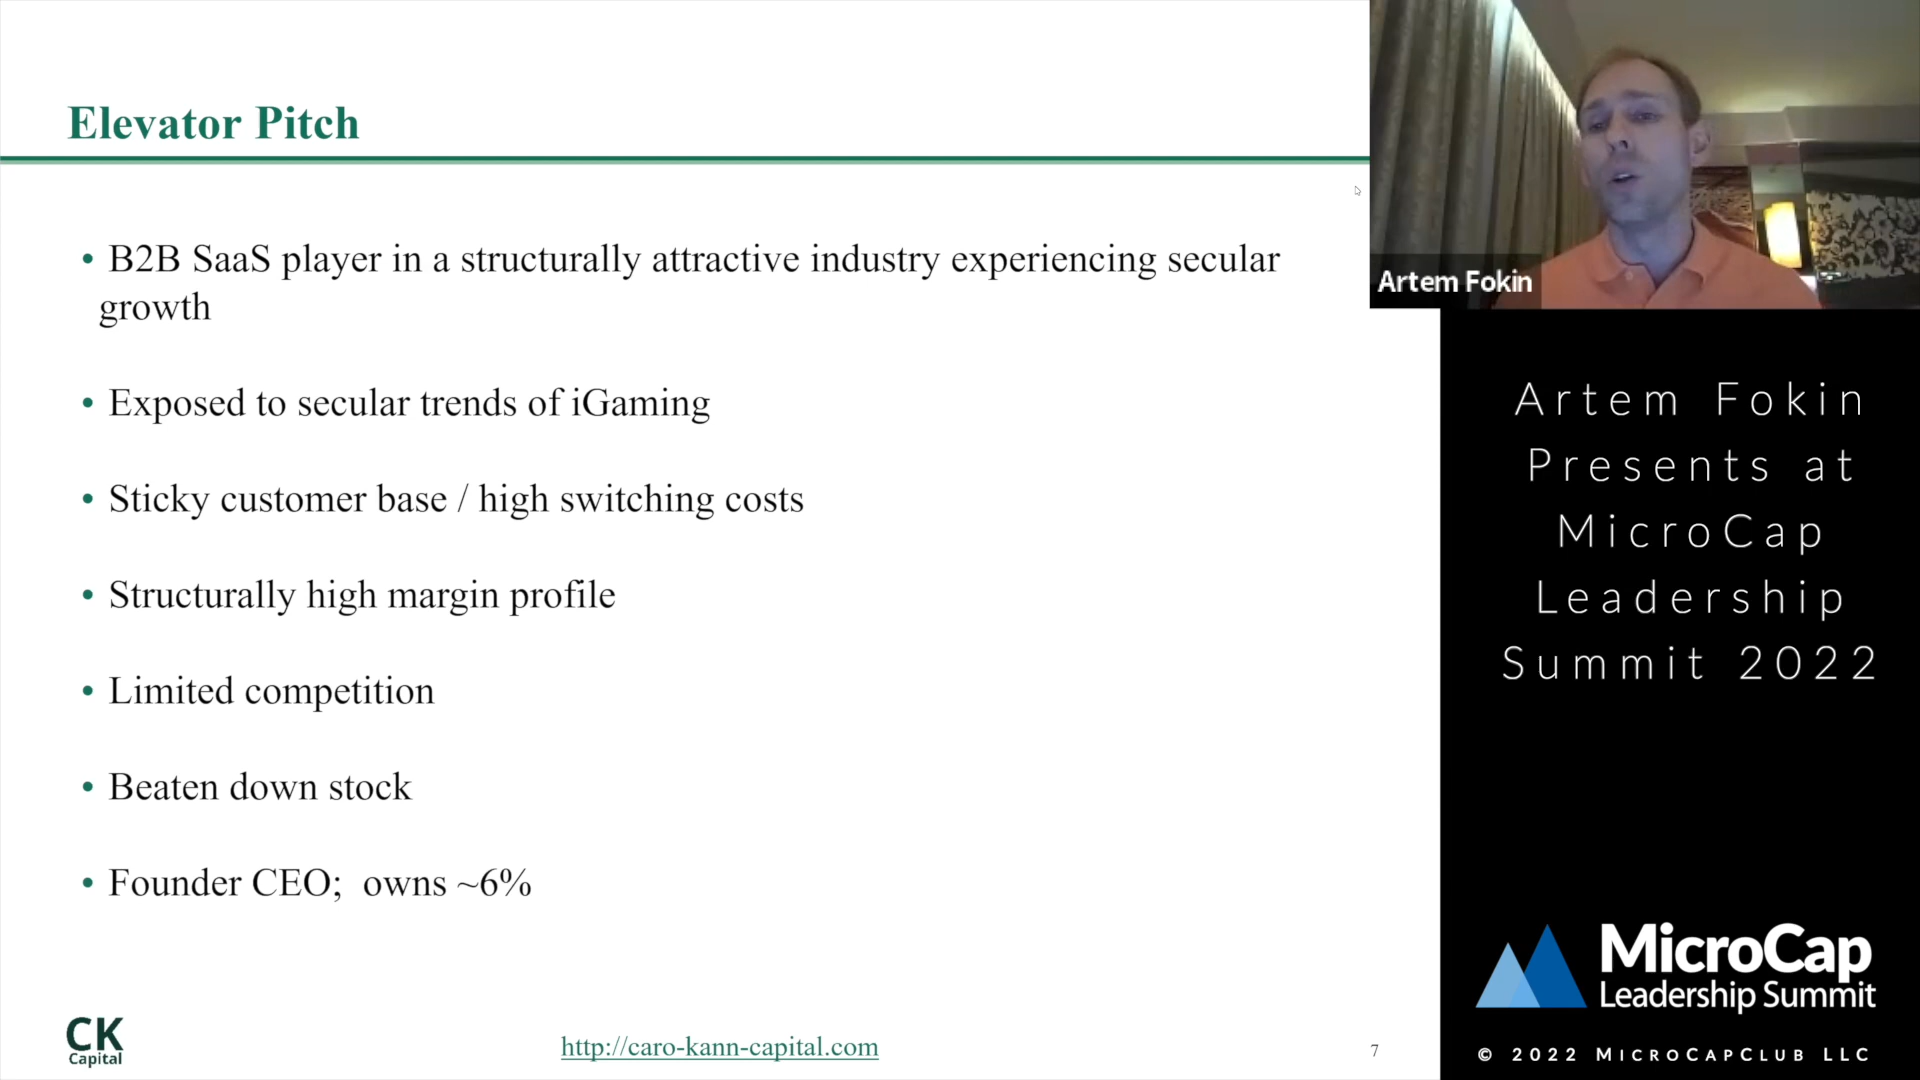 Elevator Pitch
• B2B SaaS player in a structurally attractive industry experiencing secular
growth
• Exposed to secular trends of iGaming
• Sticky customer base / high switching costs
• Structurally high margin profile
• Limited competition
• Beaten down stock
• Founder CEO;  owns ~6%
CK
Capital
http://caro-kann-capital.com
7
Artem Fokin
Artem Fokin
Presents at
MicroCap
Leadership
Summit 2022
MicroCap
Leadership Summit
© 2022 MicroCapClub LLC